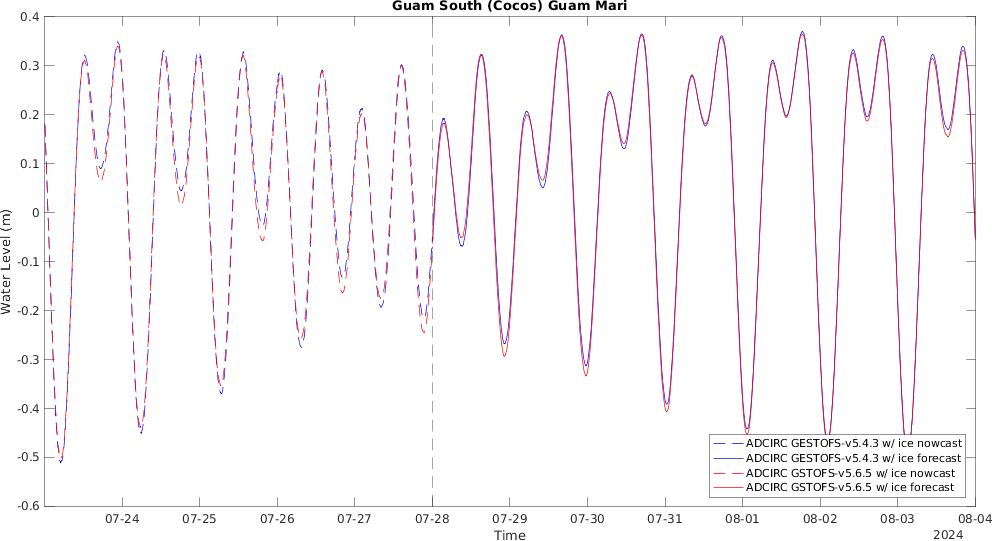 Guam South (Cocos) Guam Mari
Water Level (m)
0.4
0.3
0.2
0.1
0
-0.1
-0.2
-0.3
-0.4
-0.5
-0.6
ADCIRC GESTOFS-v5.4.3 w/ ice nowcast
ADCIRC GESTOFS-v5.4.3 w/ ice forecast
ADCIRC GSTOFS-v5.6.5 w/ ice nowcast
ADCIRC GSTOFS-v5.6.5 w/ ice forecast
07-24 07-25 07-26 07-27 07-28 07-29 07-30 07-31 08-01 08-02 08-03 08-04
Time
2024